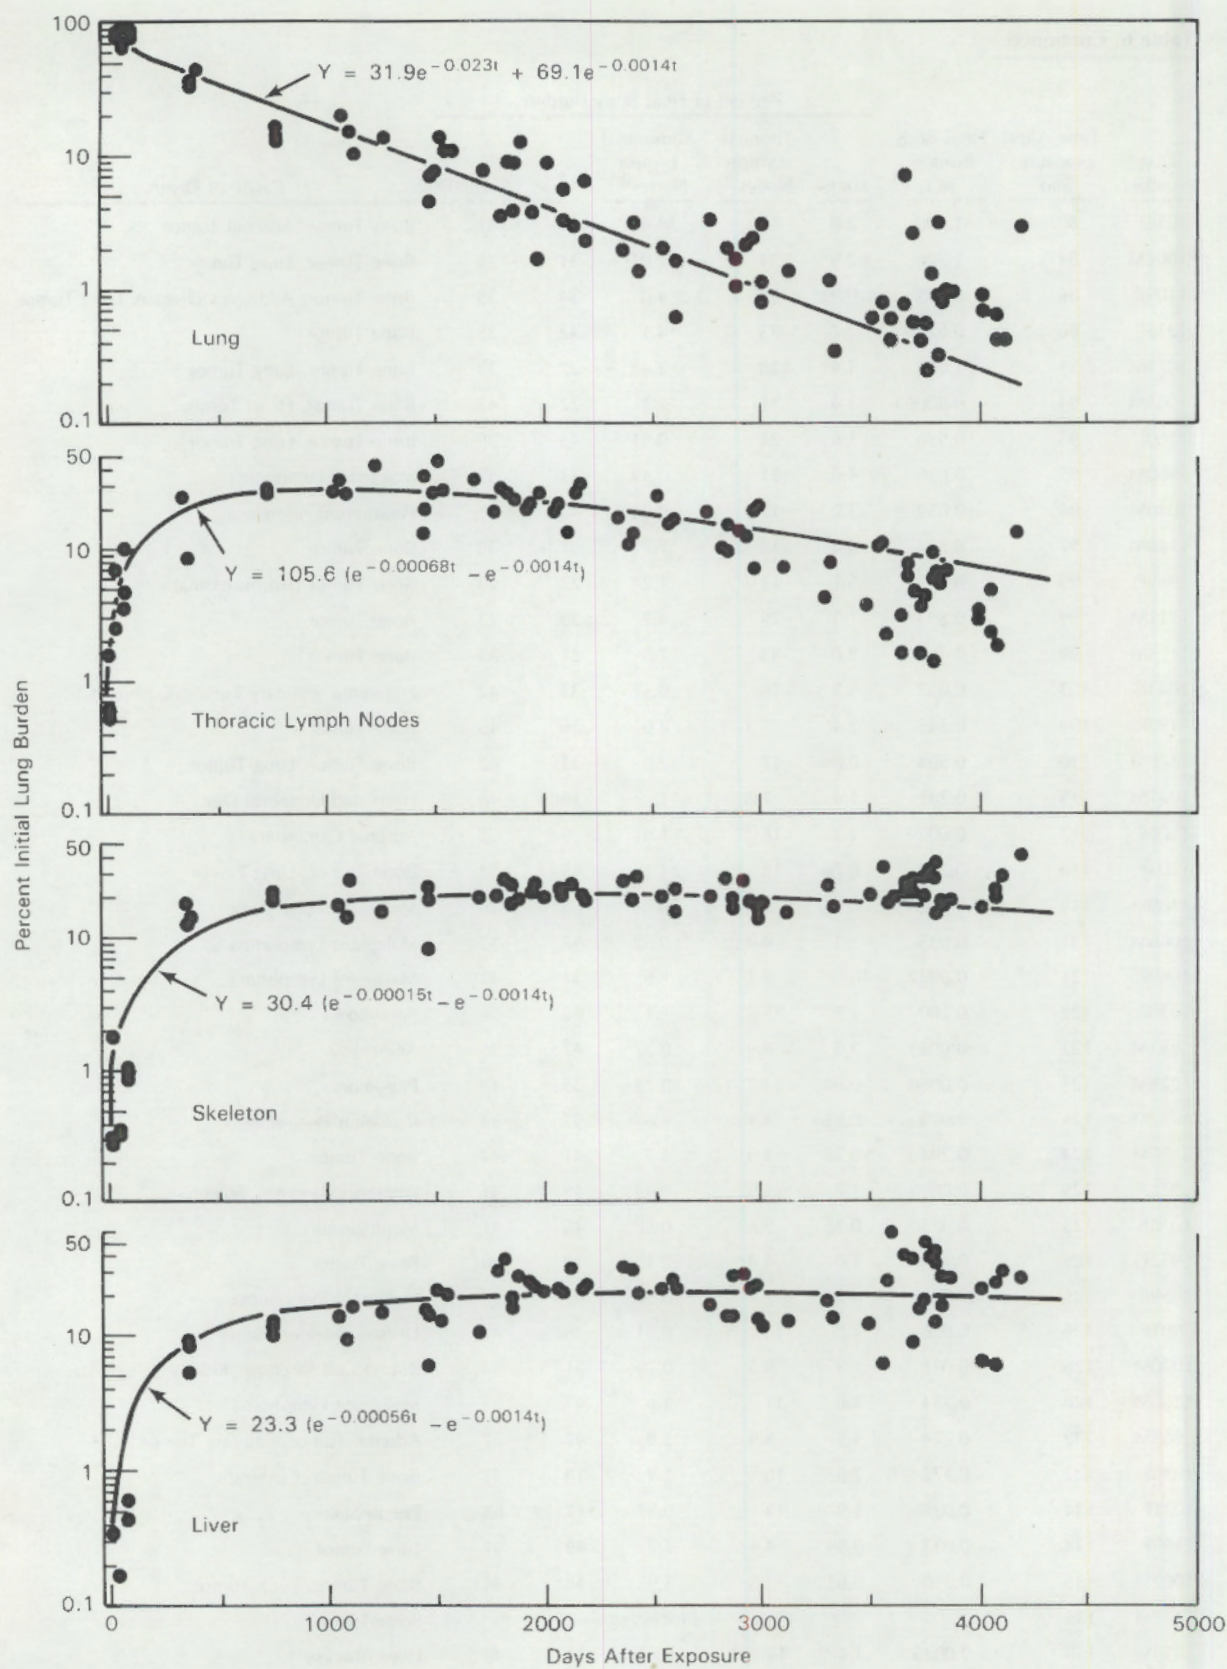 100
10
1
0.1
Y = 31.9e^-0.023t + 69.1e^-0.0014t
Lung
50
10
1
0.1
Y = 105.6 (e^-0.00068t - e^-0.0014t)
Thoracic Lymph Nodes
Percent Initial Lung Burden
50
10
1
0.1
Y = 30.4 (e^-0.00015t - e^-0.0014t)
Skeleton
50
10
1
0.1
Y = 23.3 (e^-0.00056t - e^-0.0014t)
Liver
0 1000 2000 3000 4000 5000
Days After Exposure